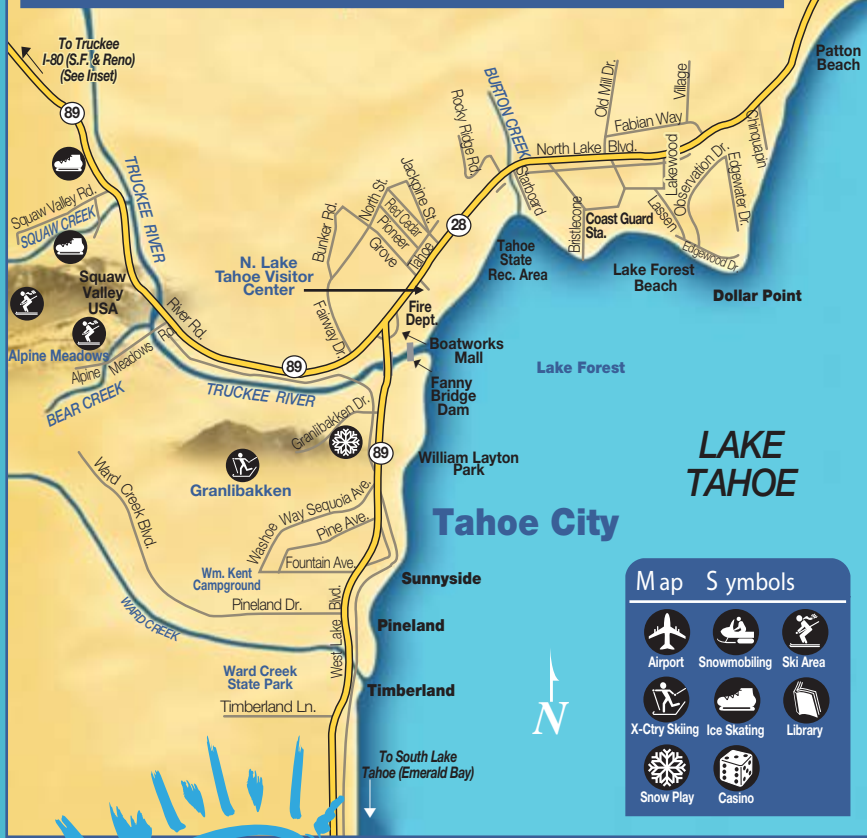 To Truckee
I-80 (S.F. & Reno)
(See Inset)
89
TRUCKEE RIVER
Squaw Valley Rd.
SQUAW CREEK
Squaw
Valley
USA
Alpine Meadows
Alpine Meadows Rd.
River Rd.
BEAR CREEK
89
TRUCKEE RIVER
BURTON CREEK
Rocky Ridge Rd.
Old Mill Dr.
Village
Fabian Way
North Lake Blvd.
Lakewood
Observation Dr.
Chinquapin
Edgewater Dr.
Lassen
Edgewood Dr.
Patton
Beach
Starboard
Bristlecone
Coast Guard
Sta.
Lake Forest
Beach
Dollar Point
Tahoe
State
Rec. Area
28
Bunker Rd.
North St.
Jackpine St.
Red Cedar
Pioneer
Grove
Tahoe
N. Lake
Tahoe Visitor
Center
Fairway Dr.
Fire
Dept.
Boatworks
Mall
Fanny
Bridge
Dam
Lake Forest
LAKE
TAHOE
Granlibakken Dr.
89
Granlibakken
William Layton
Park
Tahoe City
Ward Creek Blvd.
Washoe Way
Sequoia Ave.
Pine Ave.
Fountain Ave.
Wm. Kent
Campground
Sunnyside
Pineland Dr.
Pineland
WARD CREEK
West Lake Blvd.
Ward Creek
State Park
Timberland
Timberland Ln.
To South Lake
Tahoe (Emerald Bay)
N
Map Symbols
Airport Snowmobiling Ski Area
X-Ctry Skiing Ice Skating Library
Snow Play Casino